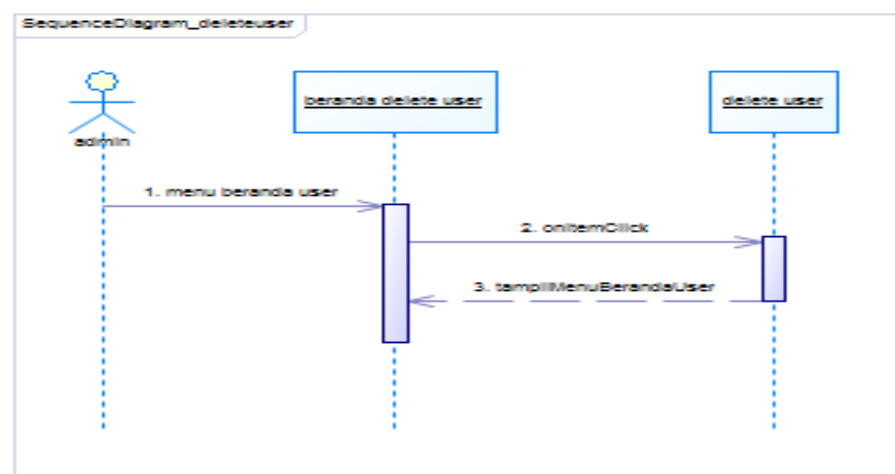 SequenceDiagram_deleteuser
admin
beranda delete user
delete user
1. menu beranda user
2. onItemClick
3. tampilMenuBerandaUser